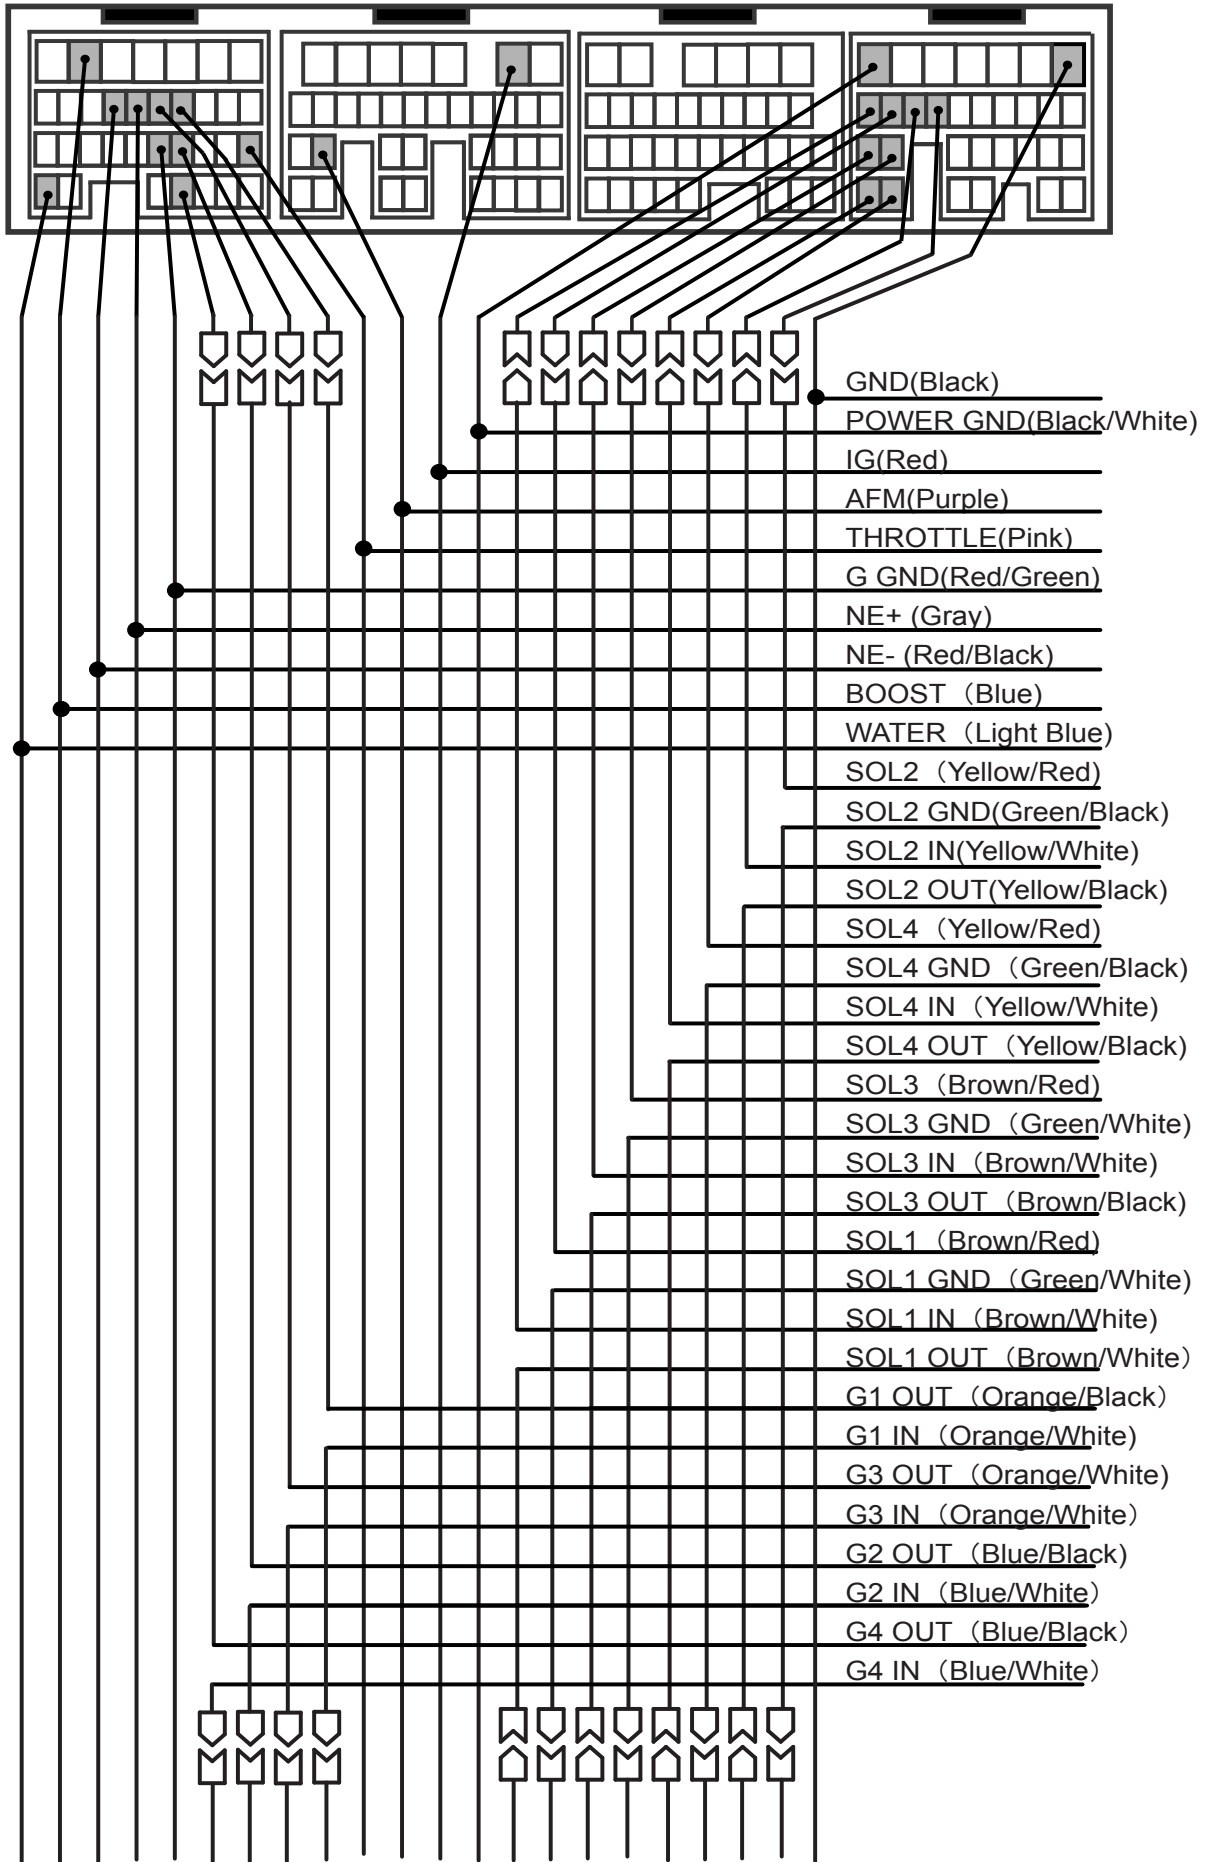 GND(Black)
POWER GND(Black/White)
IG(Red)
AFM(Purple)
THROTTLE(Pink)
G GND(Red/Green)
NE+ (Gray)
NE- (Red/Black)
BOOST（Blue)
WATER（Light Blue)
SOL2（Yellow/Red)
SOL2 GND(Green/Black)
SOL2 IN(Yellow/White)
SOL2 OUT(Yellow/Black)
SOL4（Yellow/Red)
SOL4 GND（Green/Black)
SOL4 IN（Yellow/White)
SOL4 OUT（Yellow/Black)
SOL3（Brown/Red)
SOL3 GND（Green/White)
SOL3 IN（Brown/White)
SOL3 OUT（Brown/Black)
SOL1（Brown/Red)
SOL1 GND（Green/White)
SOL1 IN（Brown/White)
SOL1 OUT（Brown/White）
G1 OUT（Orange/Black）
G1 IN（Orange/White)
G3 OUT（Orange/White)
G3 IN（Orange/White）
G2 OUT（Blue/Black)
G2 IN（Blue/White）
G4 OUT（Blue/Black）
G4 IN（Blue/White）